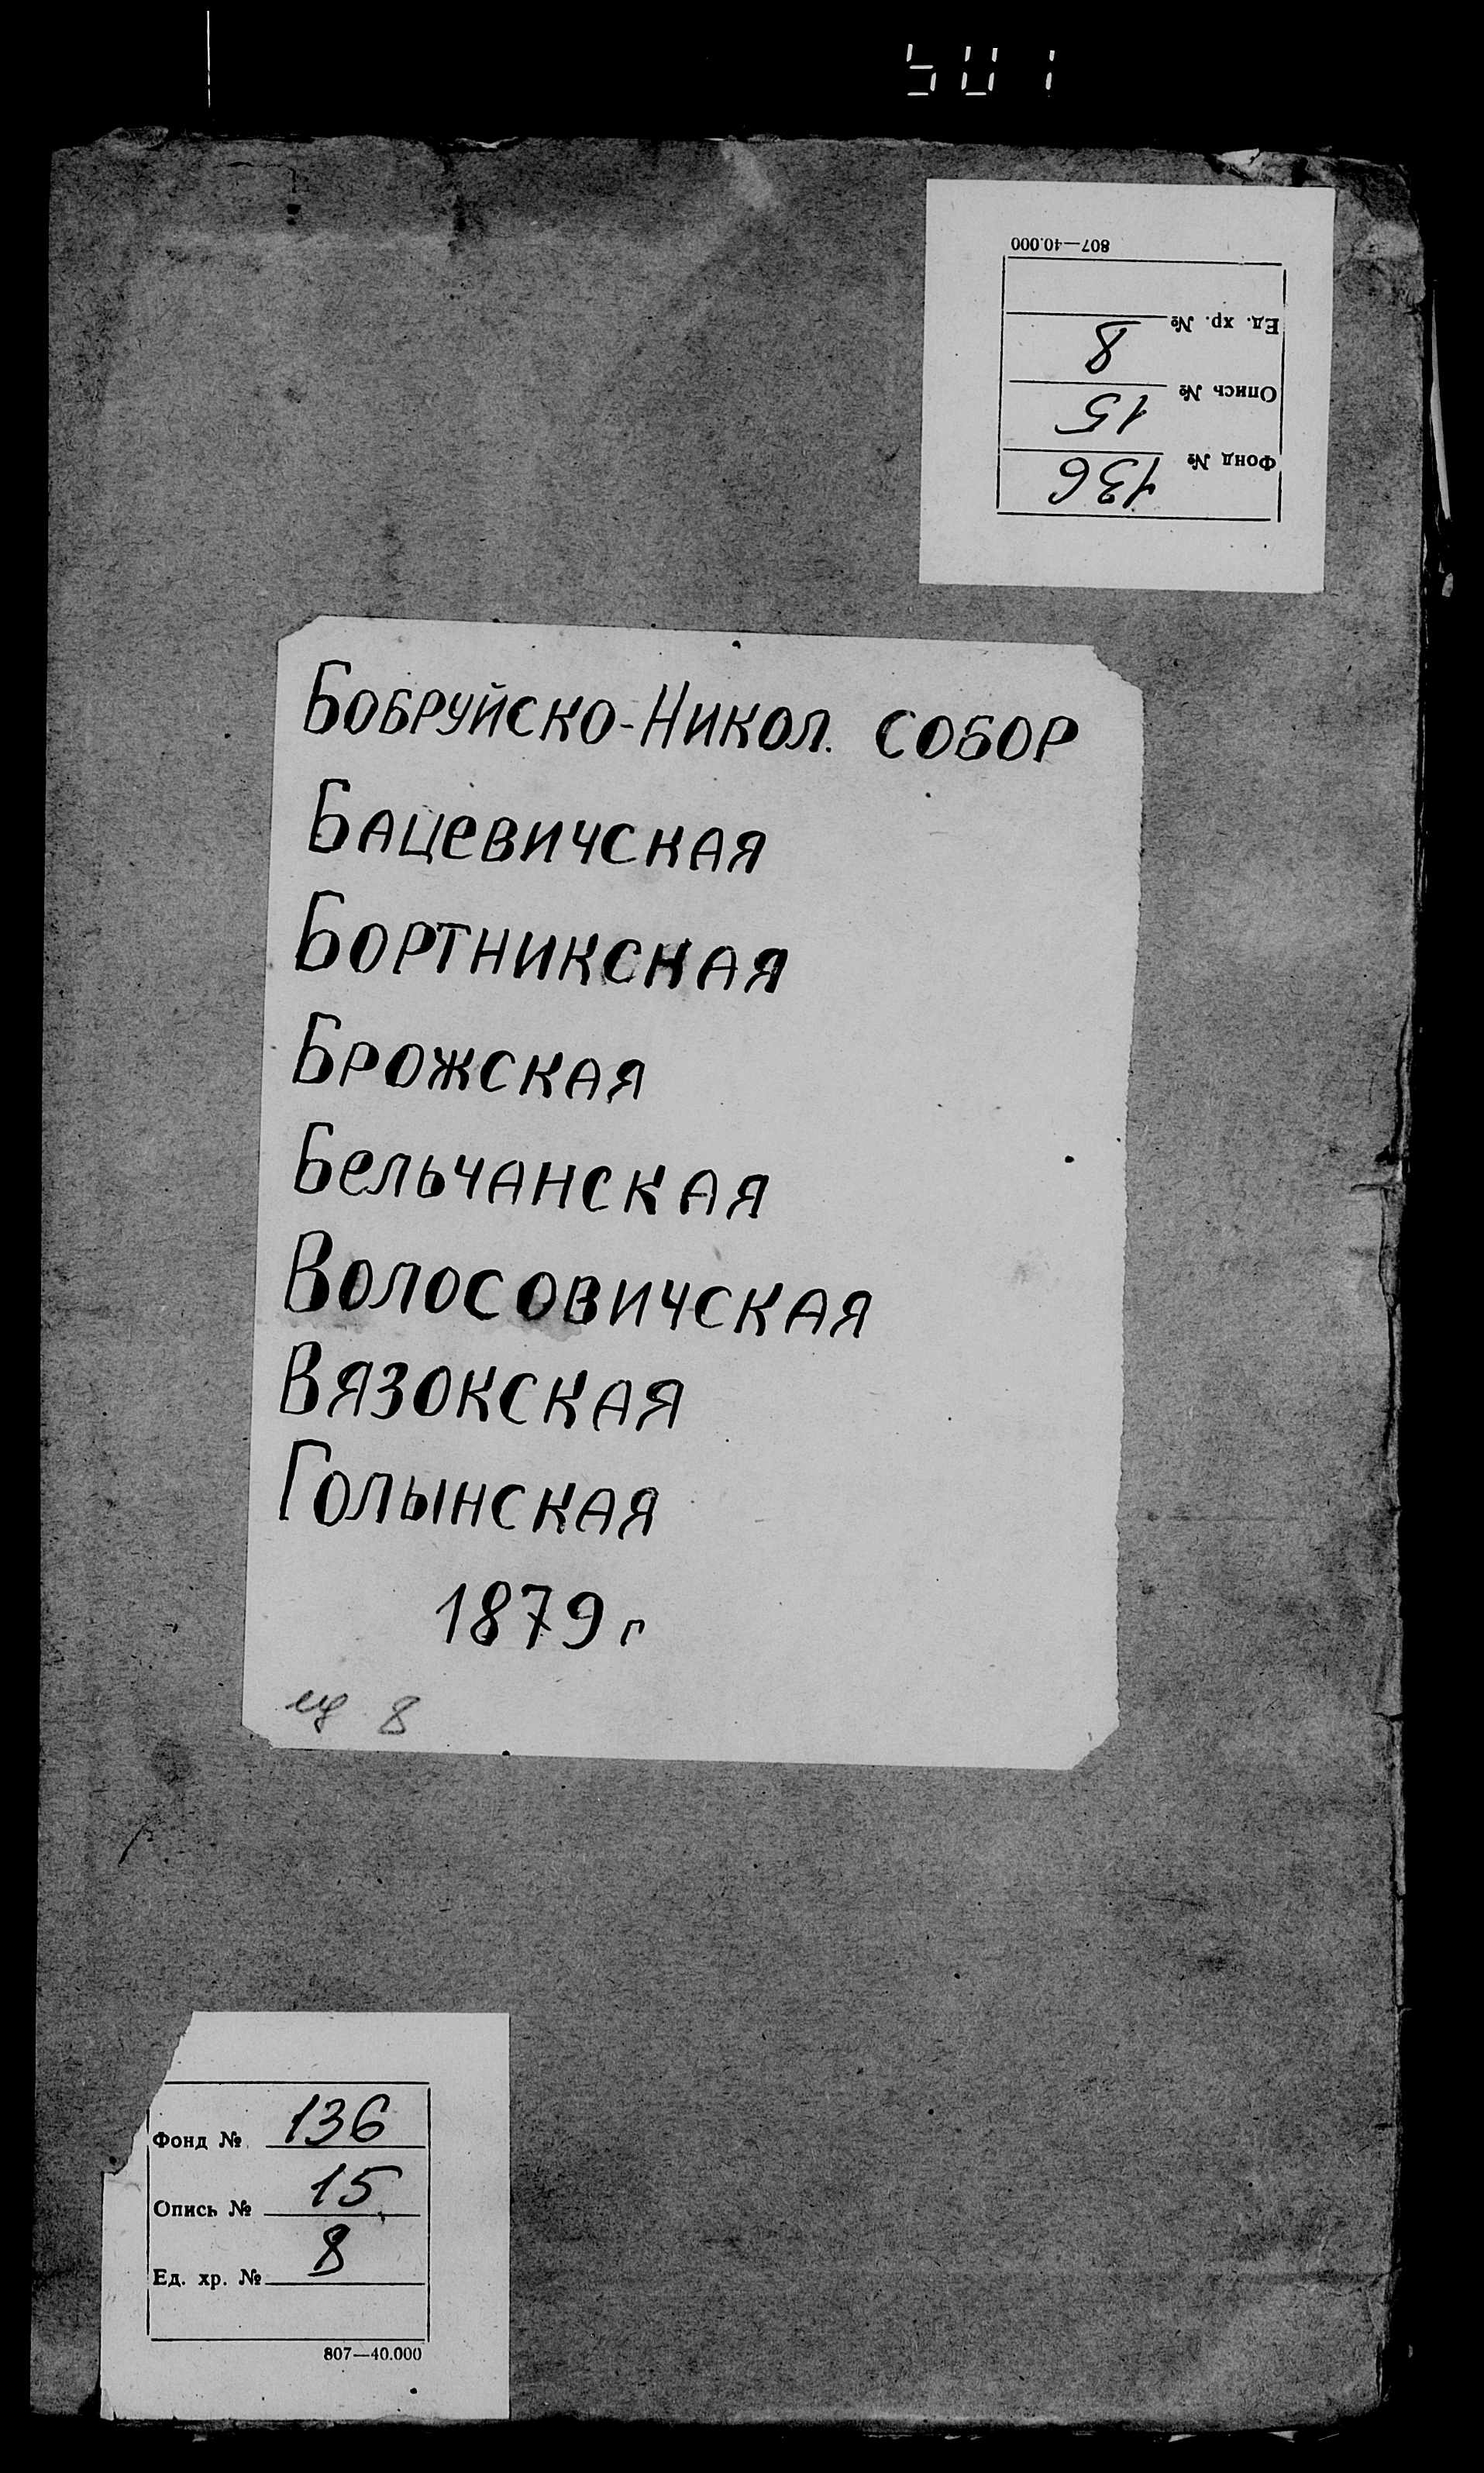 501
807—40.000
Ед. хр. № 8
Опись № 15
Фонд № 136
Бобруйско-Никол. собор
Бацевичская
Бортникская
Брожская
Бельчанская
Волосовичская
Вязокская
Голынская
1879 г
8
Фонд № 136
Опись № 15
Ед. хр. № 8
807—40.000